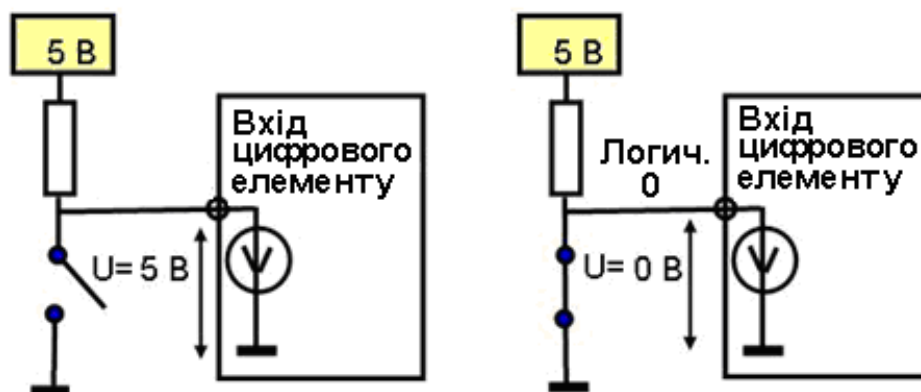 5 В
Вхід
цифрового
елементу
U= 5 В
5 В
Логич.
0
Вхід
цифрового
елементу
U= 0 В